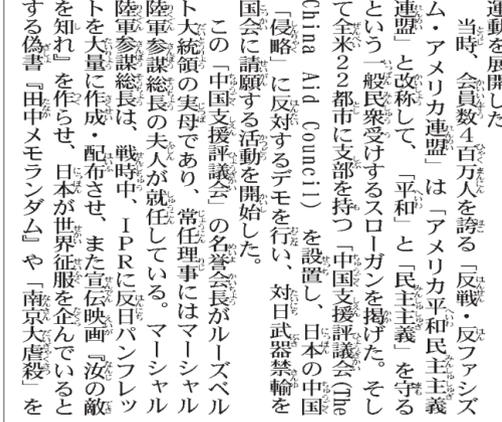 運動を展開した
当時、会員数4百万人を誇る「反戦・反ファシズ
ム・アメリカ連盟」は「アメリカ平和民主主義
連盟」と改称して、「平和」と「民主主義」を守る
という一般民衆受けするスローガンを掲げた。そし
て全米22都市に支部を持つ「中国支援評議会(The
China Aid Council)を設置し、日本の中国
「侵略」に反対するデモを行い、対日武器禁輸を
国会に請願する活動を開始した。
この「中国支援評議会」の名誉会長がルーズベル
ト大統領の実母であり、常任理事にはマーシャル
陸軍参謀総長の夫人が就任している。マーシャル
陸軍参謀総長は、戦時中、IPRに反日パンフレッ
トを大量に作成・配布させ、また宣伝映画『汝の敵
を知れ』を作らせ、日本が世界征服を企んでいると
する偽書『田中メモランダム』や「南京大虐殺」を